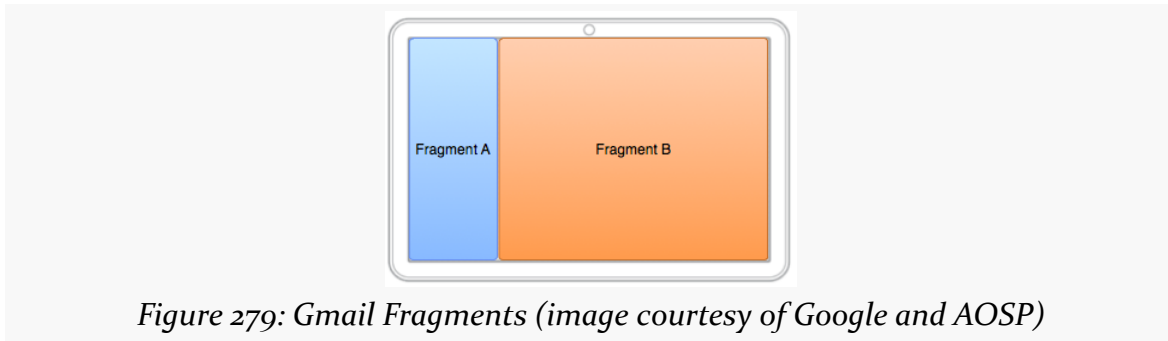 Fragment A
Fragment B
Figure 279: Gmail Fragments (image courtesy of Google and AOSP)